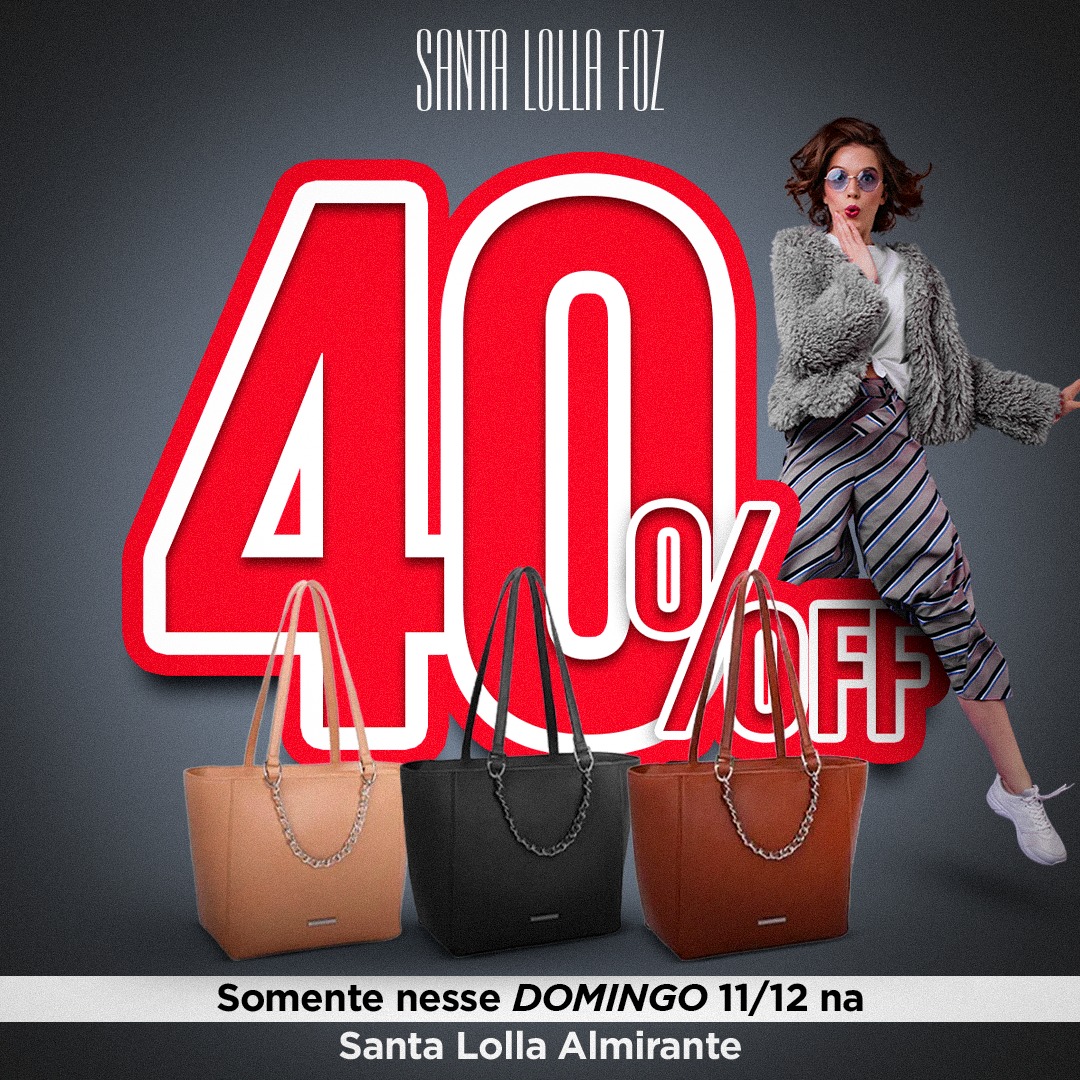 SANTA LOLLA FOZ
40%
OFF
Somente nesse DOMINGO 11/12 na
Santa Lolla Almirante